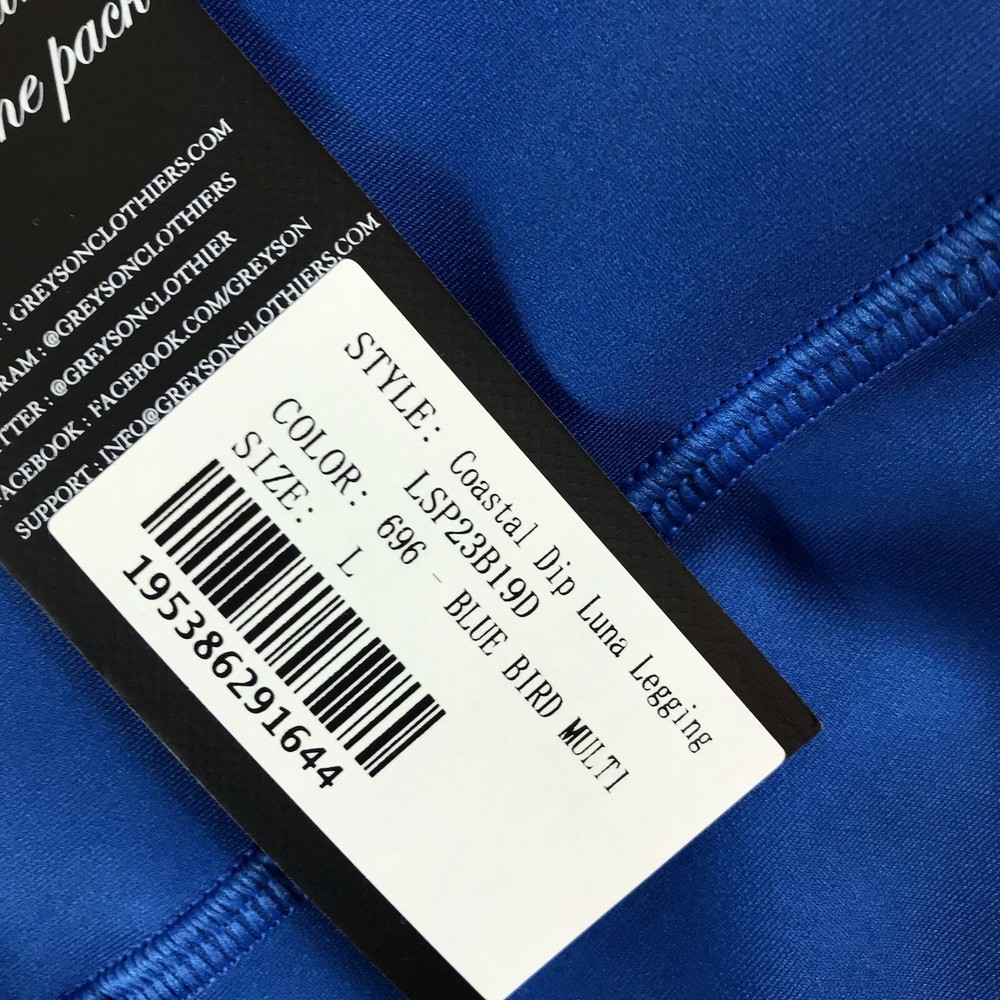 he pack
: GREYSONCLOTHIERS.COM
RAM : @GREYSONCLOTHIERS
TTER : @GREYSONCLOTHIER
FACEBOOK : FACEBOOK.COM/GREYSON
SUPPORT : INFO@GREYSONCLOTHIERS.COM
STYLE: Coastal Dip Luna Legging
LSP23B19D
COLOR: 696 - BLUE BIRD MULTI
SIZE: L
195386291644